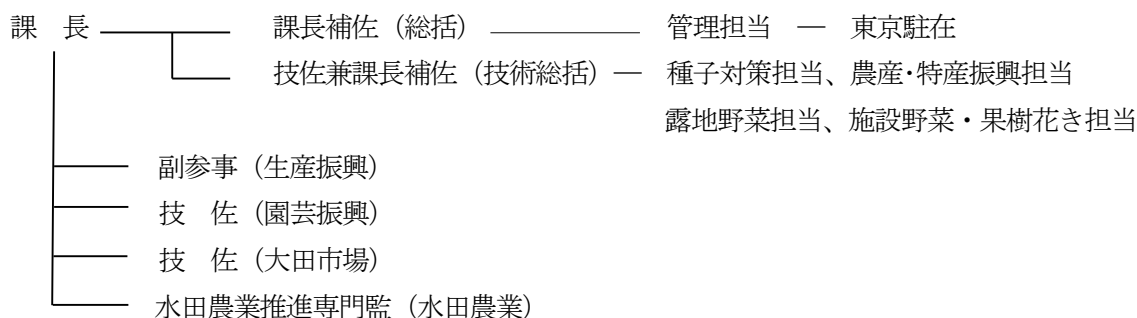 課　長　課長補佐（総括）　管理担当　―　東京駐在
技佐兼課長補佐（技術総括）―　種子対策担当、農産・特産振興担当
露地野菜担当、施設野菜・果樹花き担当
副参事（生産振興）
技　佐（園芸振興）
技　佐（大田市場）
水田農業推進専門監（水田農業）